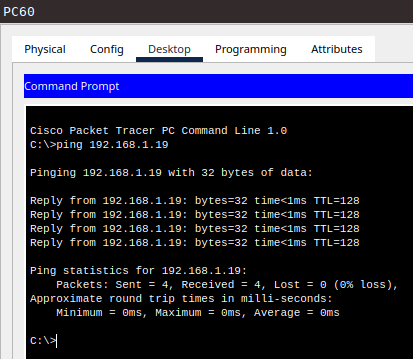 PC60
Physical Config Desktop Programming Attributes
Command Prompt
Cisco Packet Tracer PC Command Line 1.0
C:\>ping 192.168.1.19
Pinging 192.168.1.19 with 32 bytes of data:
Reply from 192.168.1.19: bytes=32 time<1ms TTL=128
Reply from 192.168.1.19: bytes=32 time<1ms TTL=128
Reply from 192.168.1.19: bytes=32 time<1ms TTL=128
Reply from 192.168.1.19: bytes=32 time<1ms TTL=128
Ping statistics for 192.168.1.19:
Packets: Sent = 4, Received = 4, Lost = 0 (0% loss),
Approximate round trip times in milli-seconds:
Minimum = 0ms, Maximum = 0ms, Average = 0ms
C:\>